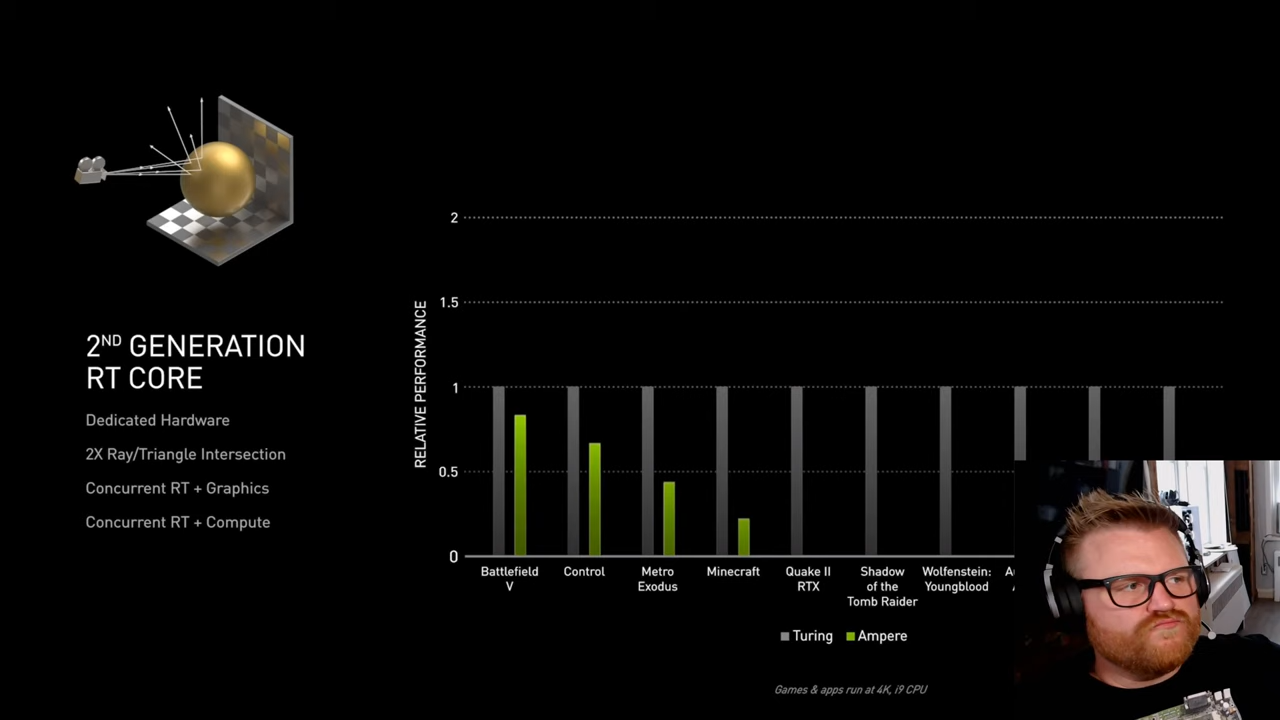 2ND GENERATION
RT CORE
Dedicated Hardware
2X Ray/Triangle Intersection
Concurrent RT + Graphics
Concurrent RT + Compute
RELATIVE PERFORMANCE
2
1.5
1
0.5
0
Battlefield
V
Control
Metro
Exodus
Minecraft
Quake II
RTX
Shadow
of the
Tomb Raider
Wolfenstein:
Youngblood
Turing
Ampere
Games & apps run at 4K, i9 CPU